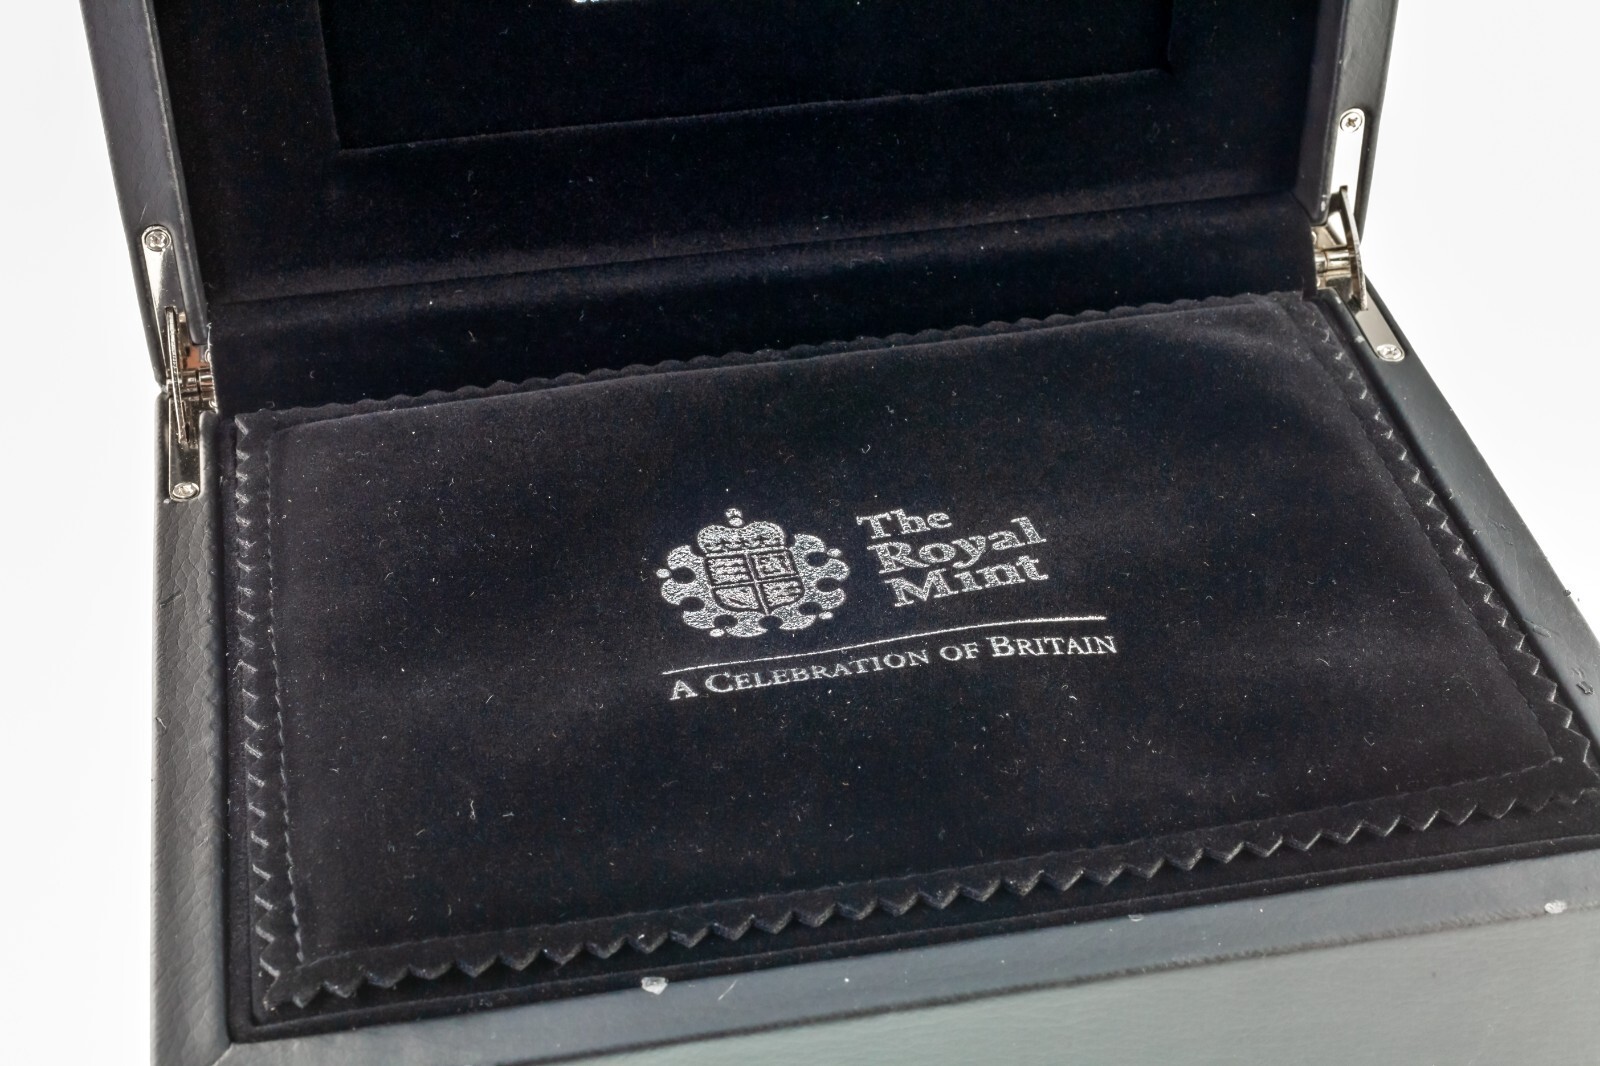 The
Royal
Mint
A CELEBRATION OF BRITAIN